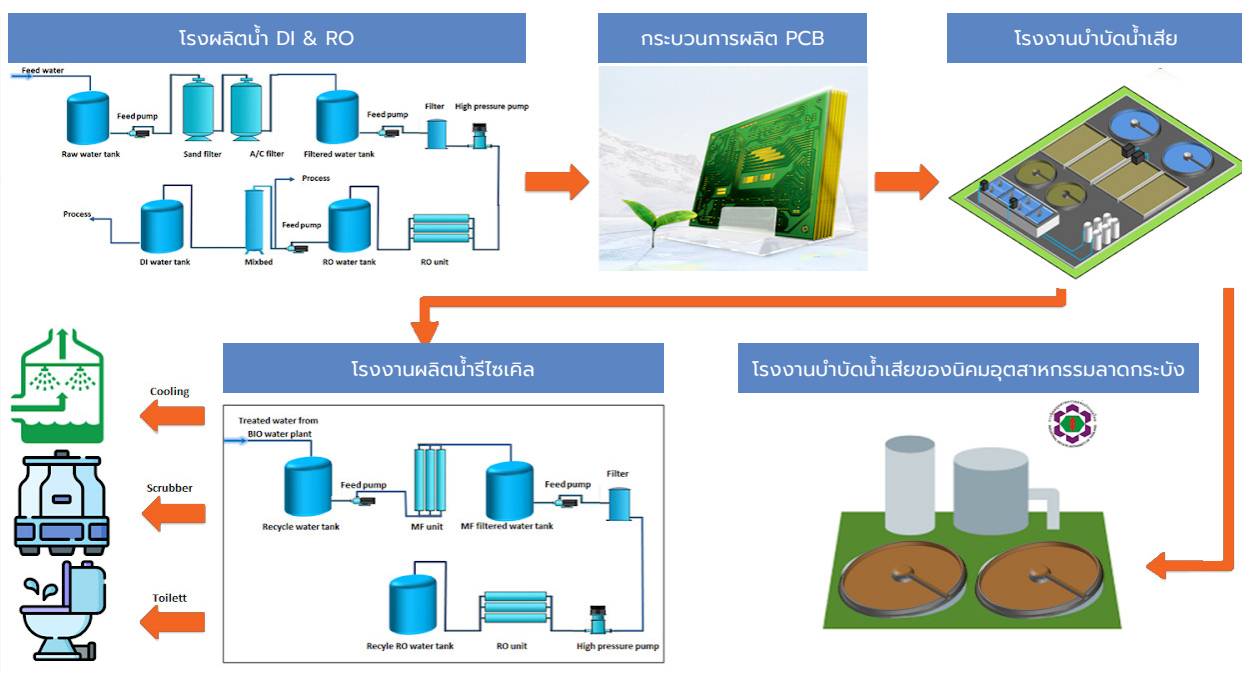 โรงผลิตน้ำ DI & RO
กระบวนการผลิต PCB
โรงงานบำบัดน้ำเสีย
Feed water
Feed pump
Feed pump
Filter
High pressure pump
Raw water tank
Sand filter
A/C filter
Filtered water tank
Process
Process
Feed pump
DI water tank
Mixbed
RO water tank
RO unit
โรงงานผลิตน้ำรีไซเคิล
โรงงานบำบัดน้ำเสียของนิคมอุตสาหกรรมลาดกระบัง
Cooling
Scrubber
Toilett
Treated water from
BIO water plant
Feed pump
Feed pump
Filter
Recycle water tank
MF unit
MF filtered water tank
Recyle RO water tank
RO unit
High pressure pump